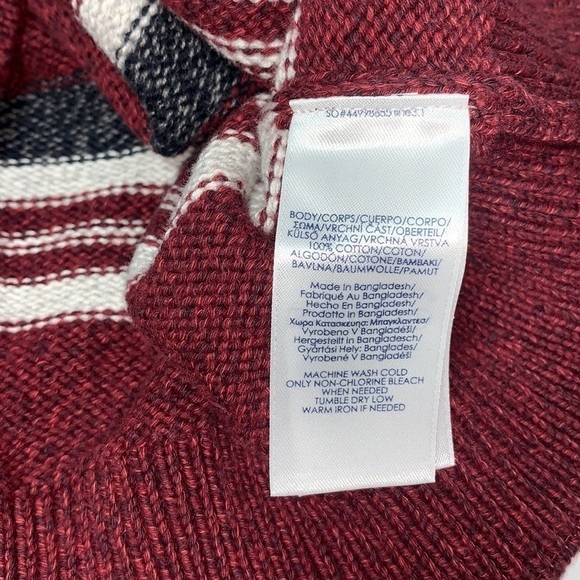 BODY/CORPS/CUERPO/CORPO/
ΣΩΜΑ/VRCHNÍ ČÁST/OBERTEIL/
KÜLSŐ ANYAG/VRCHNÁ VRSTVA
100% COTTON/COTON/
ALGODÓN/COTONE/ΒΑΜΒΑΚΙ/
BAVLNA/BAUMWOLLE/PAMUT
Made In Bangladesh/
Fabriqué Au Bangladesh/
Hecho En Bangladesh/
Prodotto in Bangladesh/
Χωρα Κατασκευησ: Μπαγκλαντεσ/
Vyrobeno V Bangladéši/
Hergestellt in Bangladesch/
Gyártási Hely: Banglades/
Vyrobené V Bangladéši
MACHINE WASH COLD
ONLY NON-CHLORINE BLEACH
WHEN NEEDED
TUMBLE DRY LOW
WARM IRON IF NEEDED